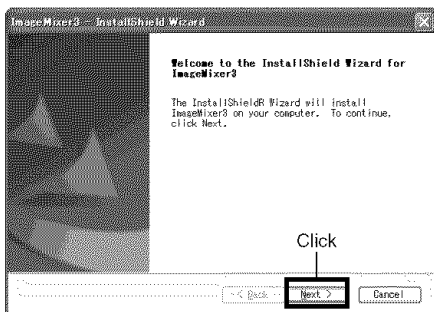 ImageMixer3 - InstallShield Wizard
Welcome to the InstallShield Wizard for
ImageMixer3
The InstallShieldR Wizard will install
ImageMixer3 on your computer. To continue,
click Next.
Click
< Back
Next >
Cancel